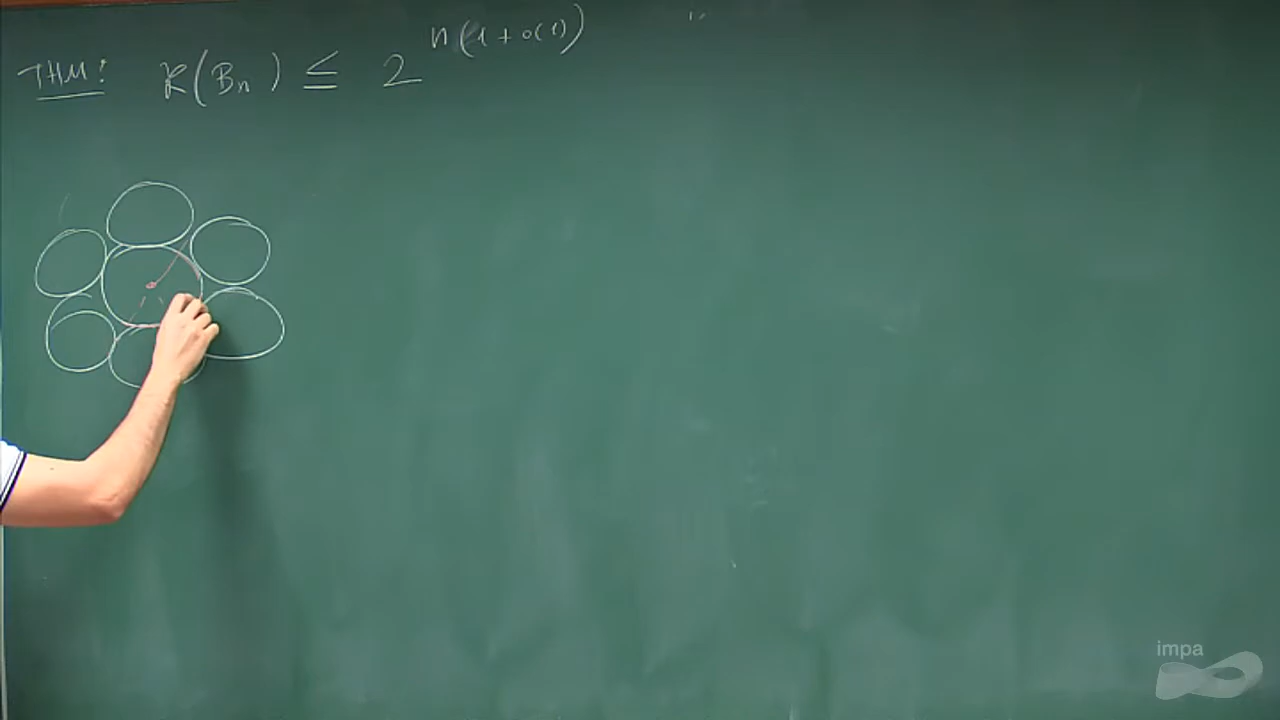 THM: K(Bn) ≤ 2^{n(1+o(1))}
impa